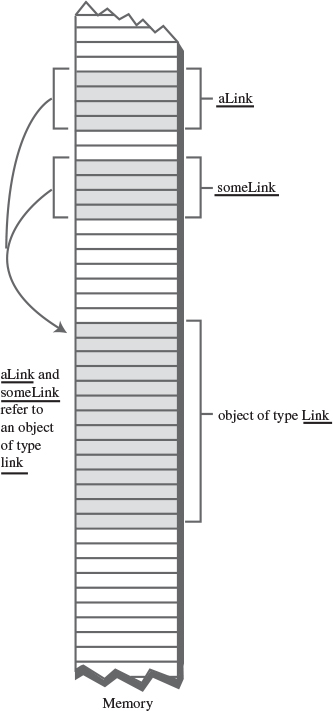 aLink
someLink
aLink and
someLink
refer to
an object
of type
link
object of type Link
Memory